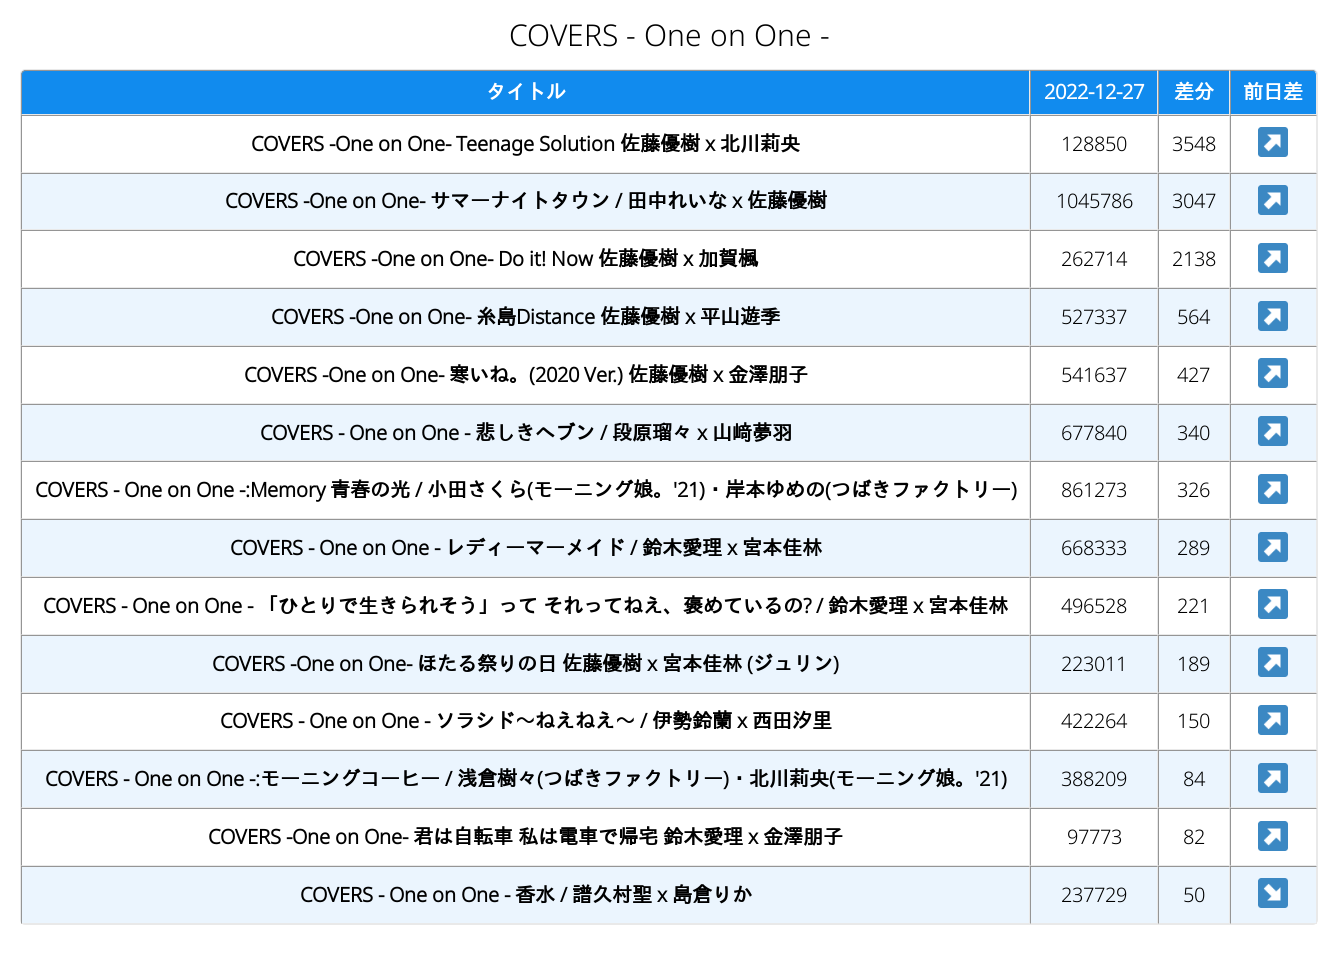 COVERS - One on One -
タイトル 2022-12-27 差分 前日差
COVERS -One on One- Teenage Solution 佐藤優樹 x 北川莉央 128850 3548 ↗
COVERS -One on One- サマーナイトタウン / 田中れいな x 佐藤優樹 1045786 3047 ↗
COVERS -One on One- Do it! Now 佐藤優樹 x 加賀楓 262714 2138 ↗
COVERS -One on One- 糸島Distance 佐藤優樹 x 平山遊季 527337 564 ↗
COVERS -One on One- 寒いね。(2020 Ver.) 佐藤優樹 x 金澤朋子 541637 427 ↗
COVERS - One on One - 悲しきヘブン / 段原瑠々 x 山﨑夢羽 677840 340 ↗
COVERS - One on One -:Memory 青春の光 / 小田さくら(モーニング娘。'21)・岸本ゆめの(つばきファクトリー) 861273 326 ↗
COVERS - One on One - レディーマーメイド / 鈴木愛理 x 宮本佳林 668333 289 ↗
COVERS - One on One - 「ひとりで生きられそう」って それってねえ、褒めているの? / 鈴木愛理 x 宮本佳林 496528 221 ↗
COVERS -One on One- ほたる祭りの日 佐藤優樹 x 宮本佳林 (ジュリン) 223011 189 ↗
COVERS - One on One - ソラシド～ねえねえ～ / 伊勢鈴蘭 x 西田汐里 422264 150 ↗
COVERS - One on One -:モーニングコーヒー / 浅倉樹々(つばきファクトリー)・北川莉央(モーニング娘。'21) 388209 84 ↗
COVERS -One on One- 君は自転車 私は電車で帰宅 鈴木愛理 x 金澤朋子 97773 82 ↗
COVERS - One on One - 香水 / 譜久村聖 x 島倉りか 237729 50 ↘